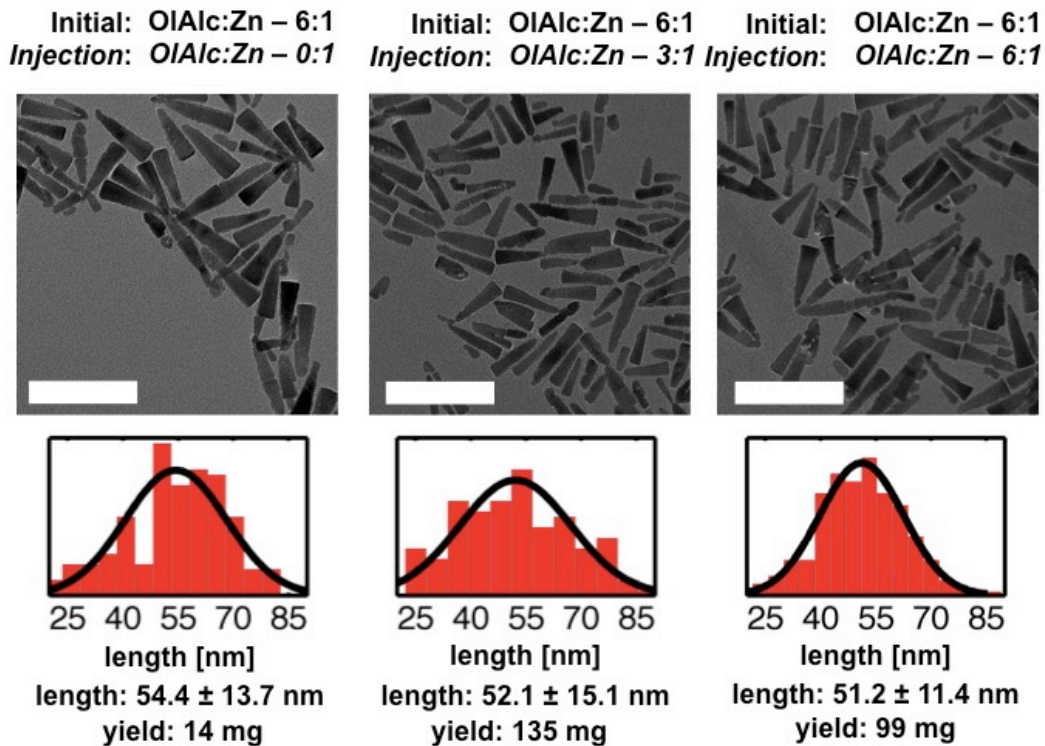 Initial: OlAlc:Zn – 6:1
Injection: OlAlc:Zn – 0:1
Initial: OlAlc:Zn – 6:1
Injection: OlAlc:Zn – 3:1
Initial: OlAlc:Zn – 6:1
Injection: OlAlc:Zn – 6:1
25 40 55 70 85
length [nm]
length: 54.4 ± 13.7 nm
yield: 14 mg
25 40 55 70 85
length [nm]
length: 52.1 ± 15.1 nm
yield: 135 mg
25 40 55 70 85
length [nm]
length: 51.2 ± 11.4 nm
yield: 99 mg